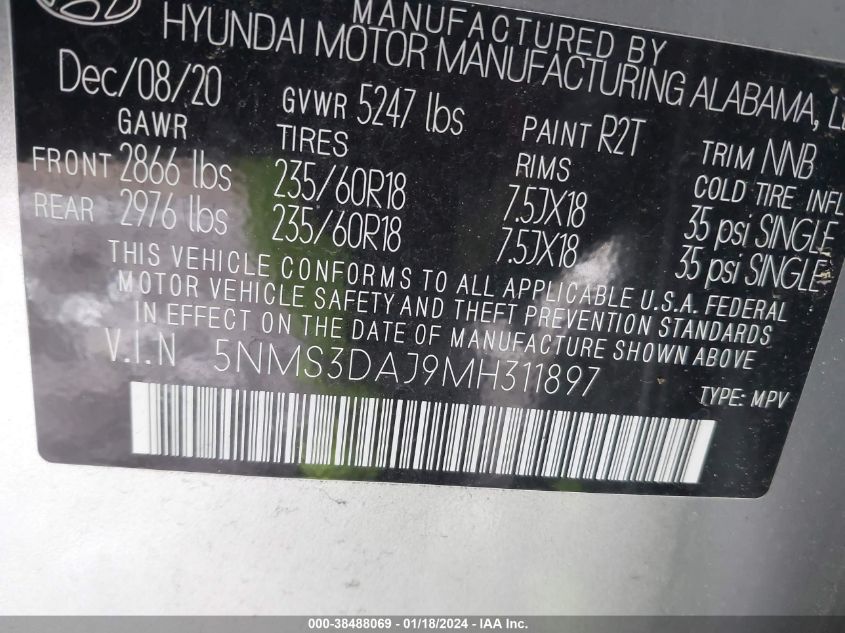 MANUFACTURED BY
HYUNDAI MOTOR MANUFACTURING ALABAMA,
Dec/08/20 GVWR 5247 lbs PAINT R2T TRIM NNB
GAWR TIRES RIMS COLD TIRE INFL
FRONT 2866 lbs 235/60R18 7.5JX18 35 psi SINGLE
REAR 2976 lbs 235/60R18 7.5JX18 35 psi SINGLE
THIS VEHICLE CONFORMS TO ALL APPLICABLE U.S.A. FEDERAL
MOTOR VEHICLE SAFETY AND THEFT PREVENTION STANDARDS
IN EFFECT ON THE DATE OF MANUFACTURE SHOWN ABOVE
V.I.N 5NMS3DAJ9MH311897
TYPE: MPV
000-38488069 - 01/18/2024 - IAA Inc.